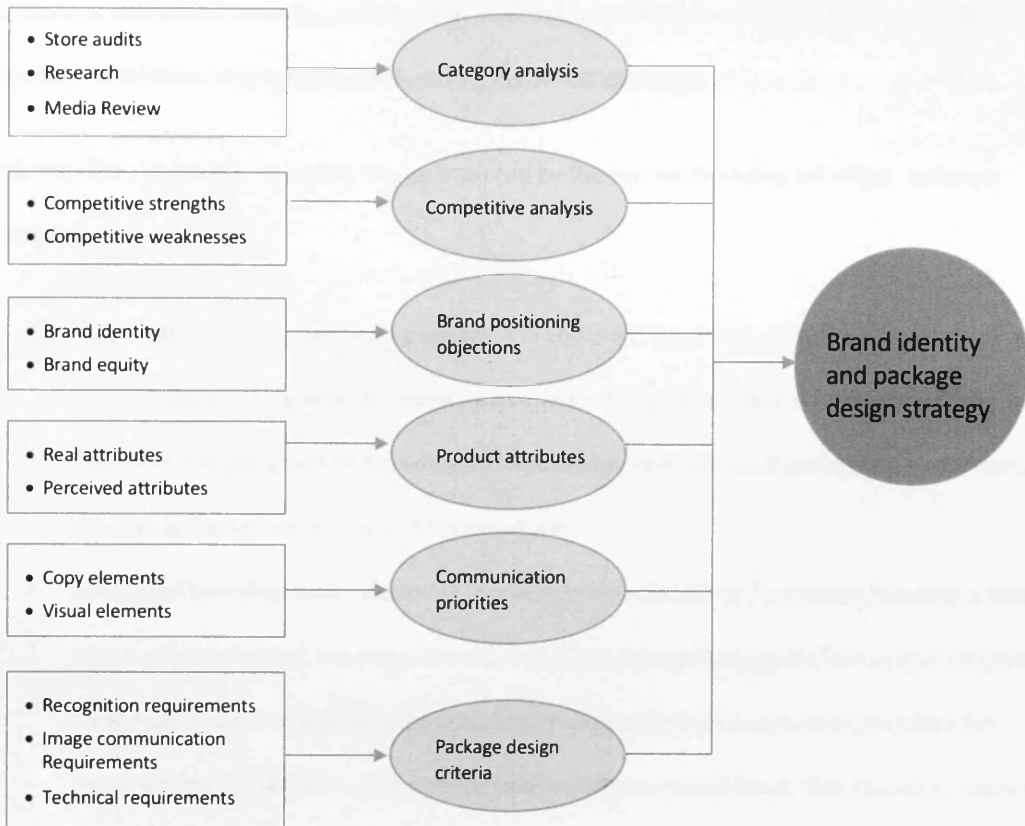 Store audits
Research
Media Review
Category analysis
Competitive strengths
Competitive weaknesses
Competitive analysis
Brand identity
Brand equity
Brand positioning
objections
Real attributes
Perceived attributes
Product attributes
Copy elements
Visual elements
Communication
priorities
Recognition requirements
Image communication
Requirements
Technical requirements
Package design
criteria
Brand identity
and package
design strategy